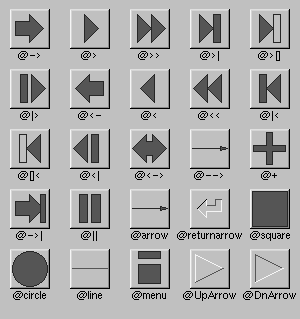 @-> @> @>> @>| @>[]
@|> @<- @< @<< @|<
@[]< @<| @<-> @--> @+
@->| @|| @arrow @returnarrow @square
@circle @line @menu @UpArrow @DnArrow